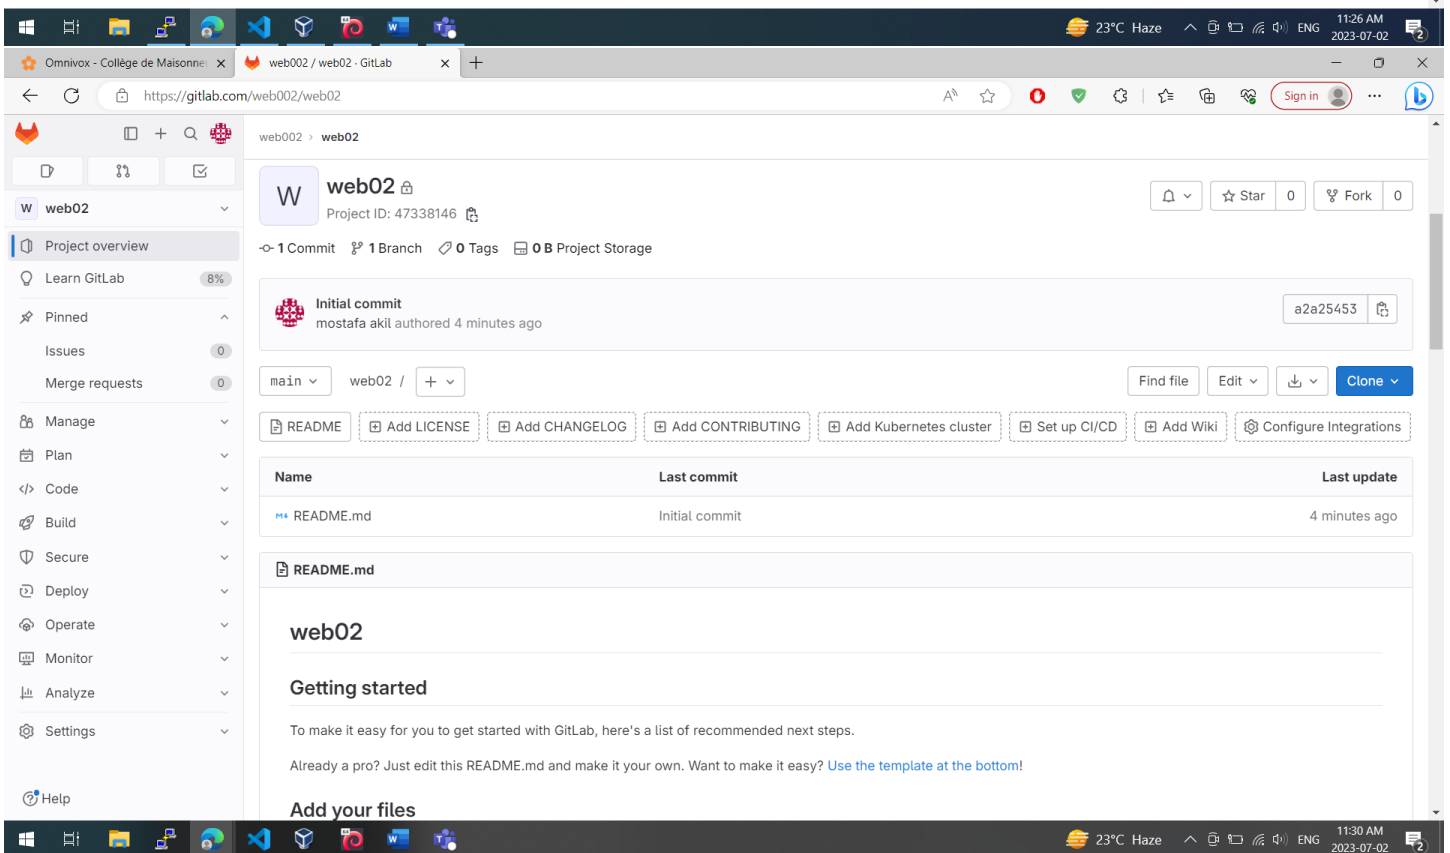 23°C Haze ENG 11:26 AM
2023-07-02 2
Omnivox - Collège de Maisonne web002 / web02 · GitLab
https://gitlab.com/web002/web02 Sign in
web002 › web02
W web02
Project ID: 47338146
Star 0 Fork 0
1 Commit 1 Branch 0 Tags 0 B Project Storage
W web02
Project overview
Learn GitLab 8%
Pinned
Issues 0
Merge requests 0
Manage
Plan
Code
Build
Secure
Deploy
Operate
Monitor
Analyze
Settings
Help
Initial commit
mostafa akil authored 4 minutes ago
a2a25453
main web02 / + Find file Edit Clone
README Add LICENSE Add CHANGELOG Add CONTRIBUTING Add Kubernetes cluster Set up CI/CD Add Wiki Configure Integrations
Name Last commit Last update
README.md Initial commit 4 minutes ago
README.md
web02
Getting started
To make it easy for you to get started with GitLab, here's a list of recommended next steps.
Already a pro? Just edit this README.md and make it your own. Want to make it easy? Use the template at the bottom!
Add your files
23°C Haze ENG 11:30 AM
2023-07-02 2